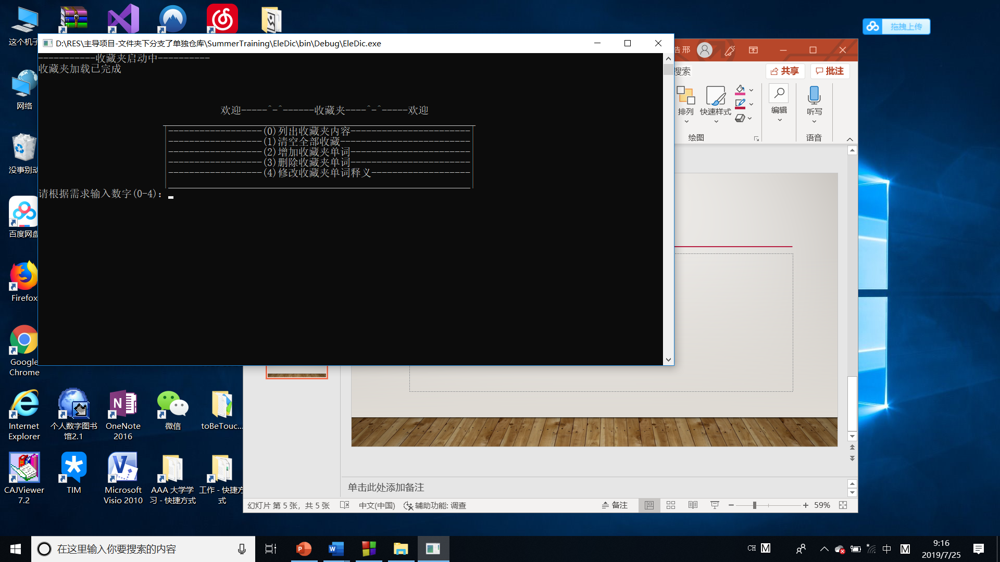 这个机子
拖拽上传
D:\RES\主导项目-文件夹下分支了单独仓库\SummerTraining\EleDic\bin\Debug\EleDic.exe
-----------收藏夹启动中----------
收藏夹加载已完成
欢迎-----^-^------收藏夹----^-^-----欢迎
------------------(0)列出收藏夹内容-----------------------
------------------(1)清空全部收藏-------------------------
------------------(2)增加收藏夹单词-----------------------
------------------(3)删除收藏夹单词-----------------------
------------------(4)修改收藏夹单词释义-------------------
请根据需求输入数字(0-4):
浩 邢
搜索
共享
批注
排列
快速样式
编辑
听写
绘图
语音
网络
没事别动
百度网盘
Firefox
Google
Chrome
Internet
Explorer
个人数字图书
馆2.1
OneNote
2016
微信
toBeTouc...
CAJViewer
7.2
TIM
Microsoft
Visio 2010
AAA 大学学
习 - 快捷方式
工作 - 快捷方
式
单击此处添加备注
幻灯片 第 5 张，共 5 张
中文(中国)
辅助功能: 调查
备注
59%
在这里输入你要搜索的内容
CH
M
中
M
9:16
2019/7/25